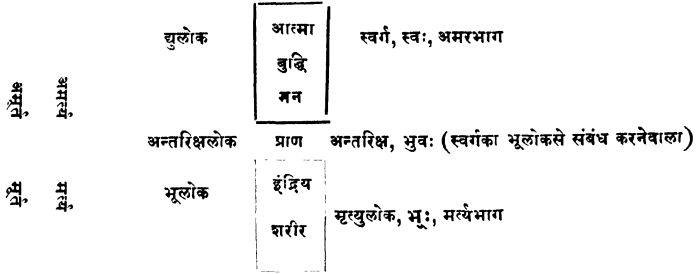 द्युलोक आत्मा स्वर्ग, स्वः, अमरभाग
बुद्धि
मन
अमूर्त अमर्त्य
अन्तरिक्षलोक प्राण अन्तरिक्ष, भुवः (स्वर्गका भूलोकसे संबंध करनेवाला)
मूर्त मर्त्य भूलोक इंद्रिय
शरीर मृत्युलोक, भूः, मर्त्यभाग